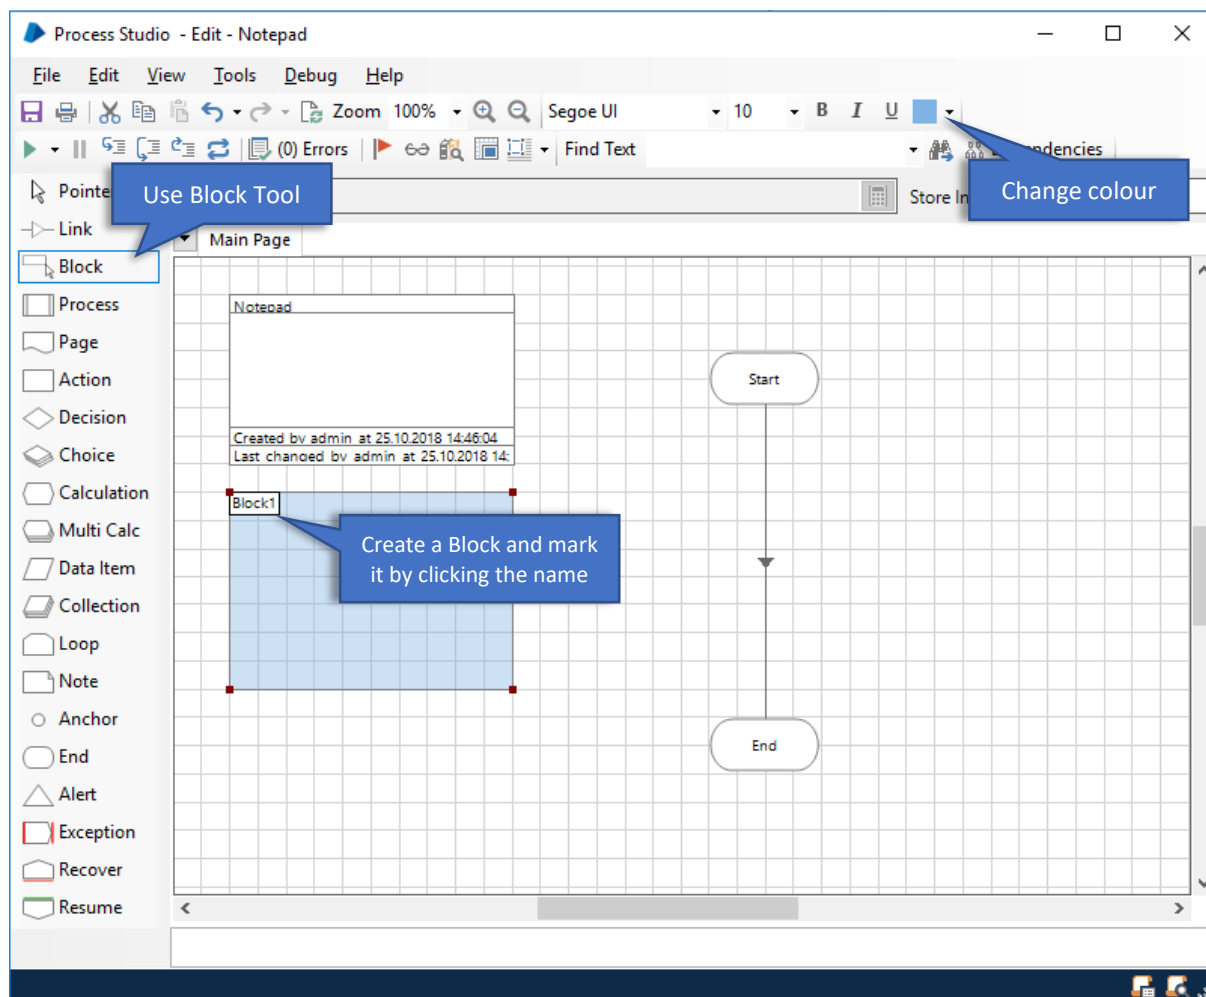 Process Studio - Edit - Notepad
File Edit View Tools Debug Help
Zoom 100% Segoe UI 10 B I U
(0) Errors Find Text
Change colour
Use Block Tool
Store In
Link
Main Page
Block
Process
Notepad
Page
Action
Start
Decision
Created by admin at 25.10.2018 14:46:04
Choice
Last changed by admin at 25.10.2018 14:
Calculation
Block1
Multi Calc
Create a Block and mark
it by clicking the name
Data Item
Collection
Loop
Note
Anchor
End
End
Alert
Exception
Recover
Resume